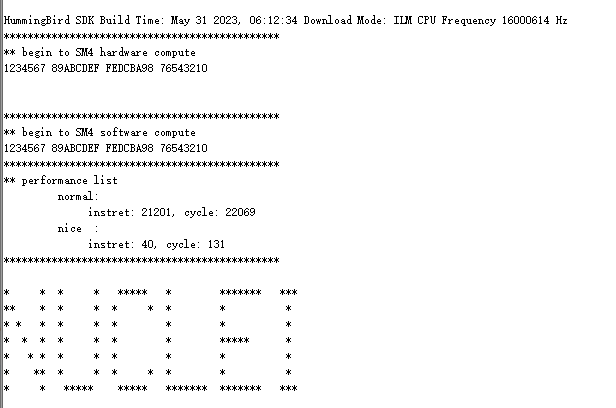 HummingBird SDK Build Time: May 31 2023, 06:12:34 Download Mode: ILM CPU Frequency 16000614 Hz
**********************************************
** begin to SM4 hardware compute
1234567 89ABCDEF FEDCBA98 76543210
**********************************************
** begin to SM4 software compute
1234567 89ABCDEF FEDCBA98 76543210
**********************************************
** performance list
normal:
instret: 21201, cycle: 22069
nice  :
instret: 40, cycle: 131
**********************************************
*     *  *     *   *****   *        *******   ***
**    *  *     *  *     *  *        *          *
* *   *  *     *  *        *        *          *
*  *  *  *     *  *        *        *****      *
*   * *  *     *  *        *        *          *
*    **  *     *  *     *  *        *          *
*     *   *****    *****   *******  *******   ***